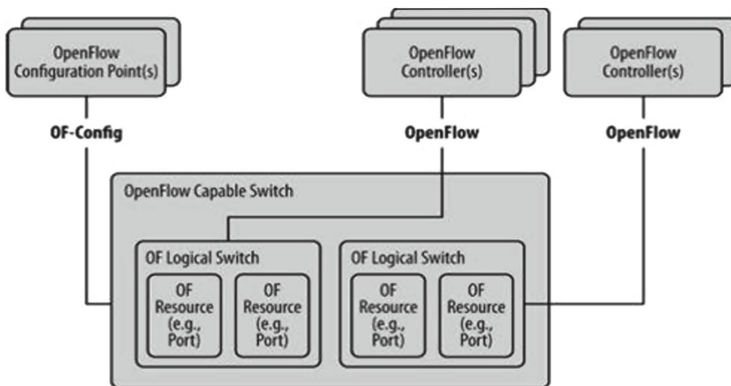 OpenFlow
Configuration Point(s)
OpenFlow
Controller(s)
OpenFlow
Controller(s)
OF-Config
OpenFlow
OpenFlow
OpenFlow Capable Switch
OF Logical Switch
OF
Resource
(e.g.,
Port)
OF
Resource
(e.g.,
Port)
OF Logical Switch
OF
Resource
(e.g.,
Port)
OF
Resource
(e.g.,
Port)